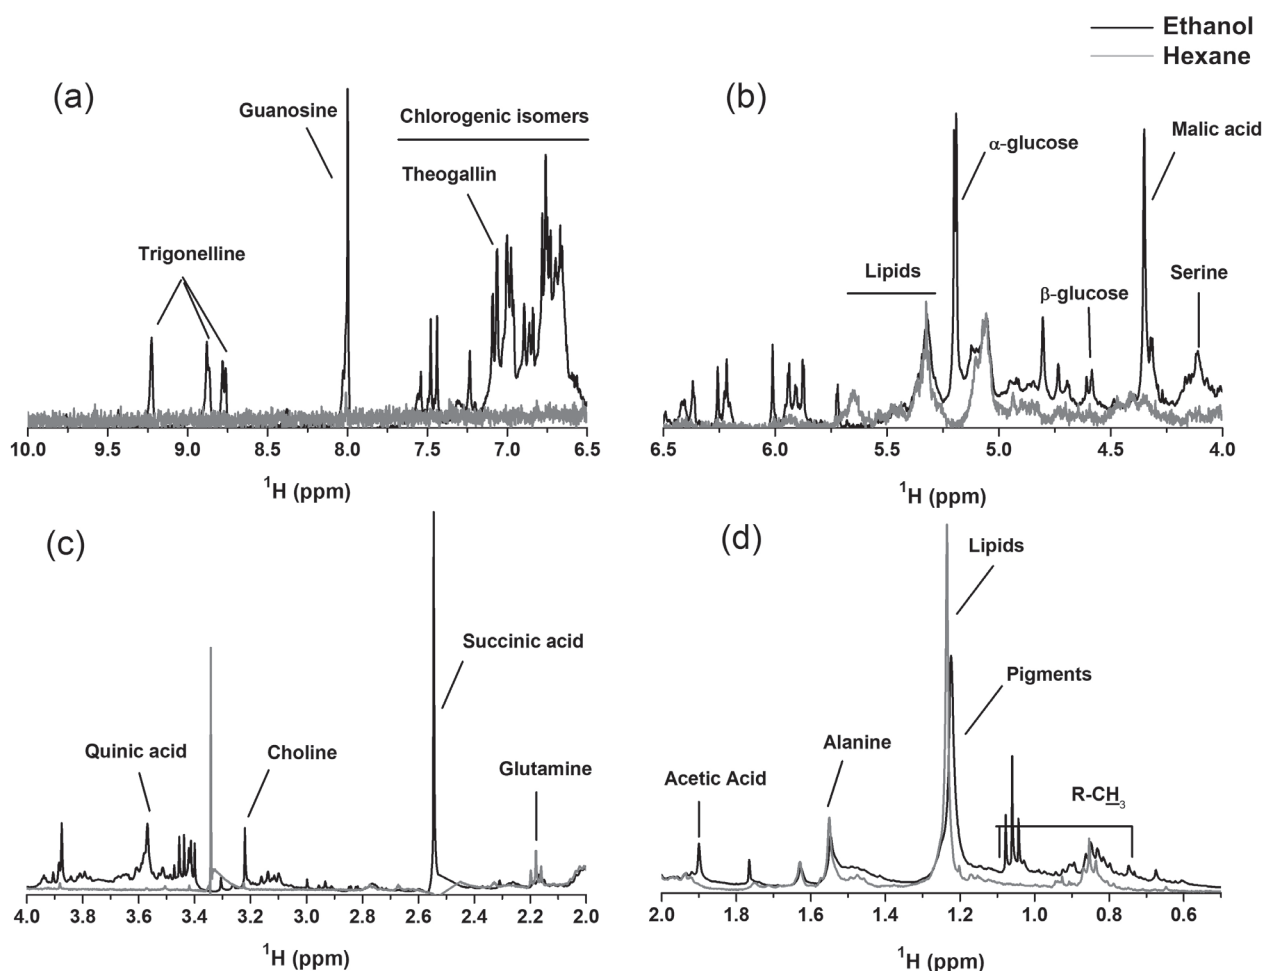 Ethanol
Hexane
(a)
Guanosine
Chlorogenic isomers
Theogallin
Trigonelline
10.0 9.5 9.0 8.5 8.0 7.5 7.0 6.5
¹H (ppm)
(b)
α-glucose
Malic acid
Lipids
β-glucose
Serine
6.5 6.0 5.5 5.0 4.5 4.0
¹H (ppm)
(c)
Succinic acid
Quinic acid
Choline
Glutamine
4.0 3.8 3.6 3.4 3.2 3.0 2.8 2.6 2.4 2.2 2.0
¹H (ppm)
(d)
Lipids
Pigments
Alanine
Acetic Acid
R-CH₃
2.0 1.8 1.6 1.4 1.2 1.0 0.8 0.6
¹H (ppm)